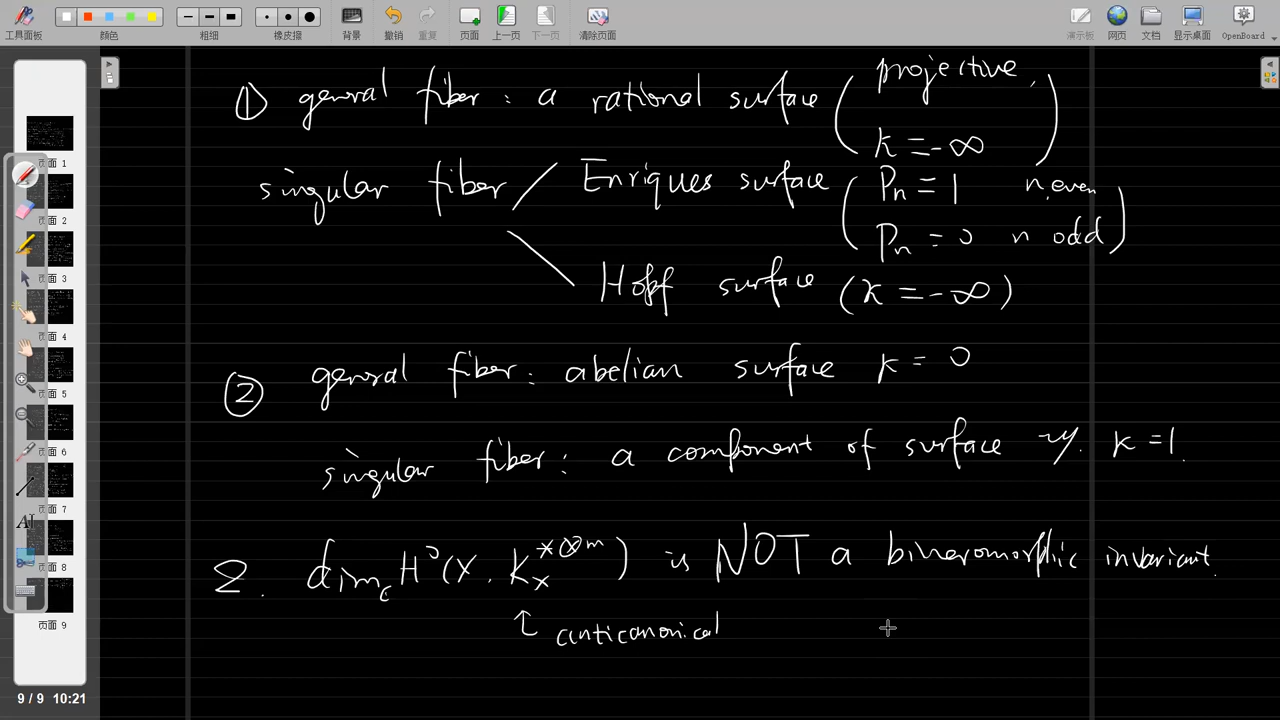 工具面板 颜色 粗细 橡皮擦 背景 撤销 重复 页面 上一页 下一页 清除页面 演示板 网页 文档 显示桌面 OpenBoard
① general fiber : a rational surface ( projective, κ = -∞ )
singular fiber Enriques surface ( Pn = 1 n even
Pn = 0 n odd )
Hopf surface (κ = -∞)
② general fiber : abelian surface κ = 0
singular fiber : a component of surface w/. κ = 1.
2. dim_C H^0(X, K_X^{*⊗m}) is NOT a bimeromorphic invariant.
↑ anticanonical
页面 1
页面 2
页面 3
页面 4
页面 5
页面 6
页面 7
页面 8
页面 9
9 / 9 10:21